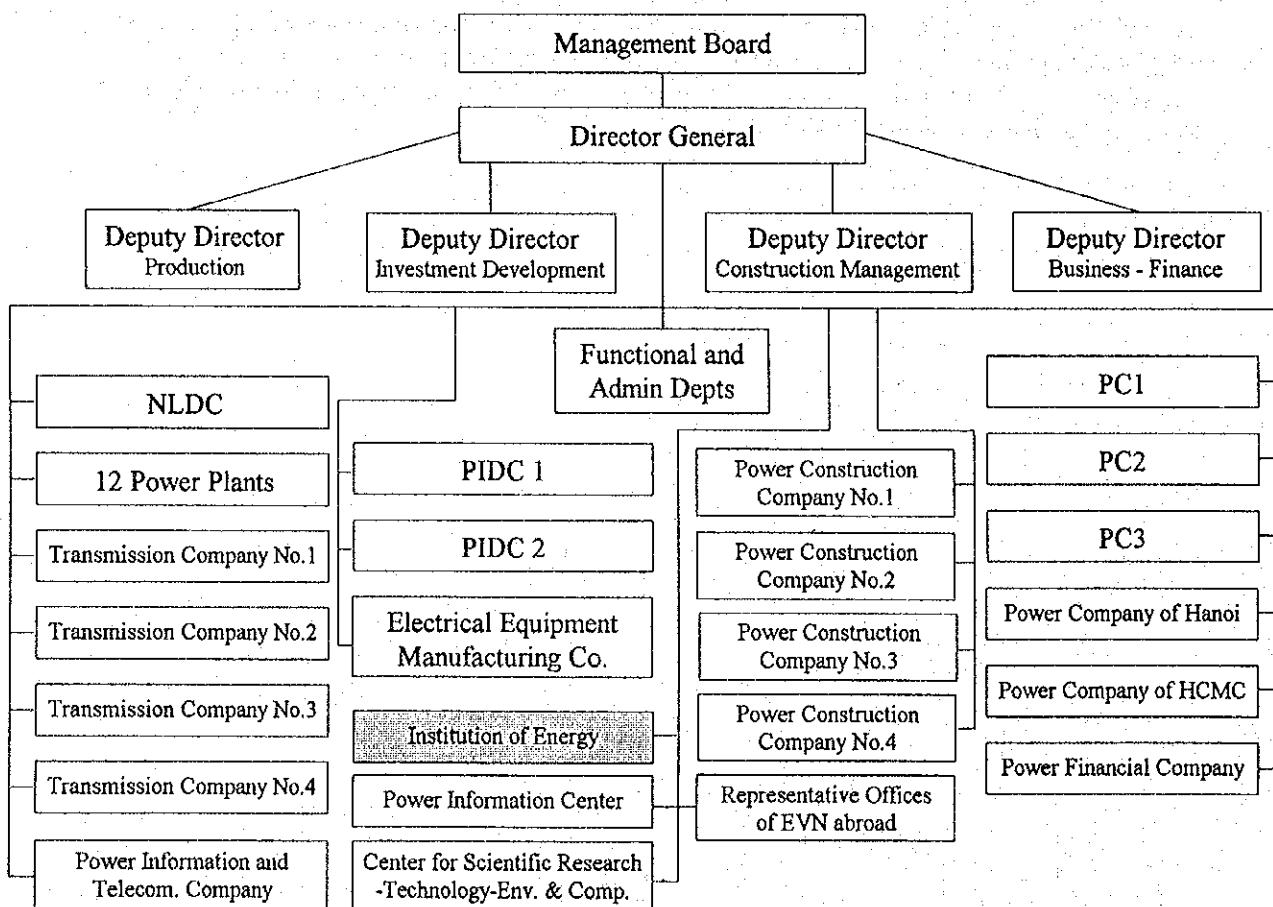 Management Board
Director General
Deputy Director
Production
Deputy Director
Investment Development
Deputy Director
Construction Management
Deputy Director
Business - Finance
Functional and
Admin Depts
NLDC
12 Power Plants
Transmission Company No.1
Transmission Company No.2
Transmission Company No.3
Transmission Company No.4
Power Information and
Telecom. Company
PIDC 1
PIDC 2
Electrical Equipment
Manufacturing Co.
Institution of Energy
Power Information Center
Center for Scientific Research
-Technology-Env. & Comp.
Power Construction
Company No.1
Power Construction
Company No.2
Power Construction
Company No.3
Power Construction
Company No.4
Representative Offices
of EVN abroad
PC1
PC2
PC3
Power Company of Hanoi
Power Company of HCMC
Power Financial Company